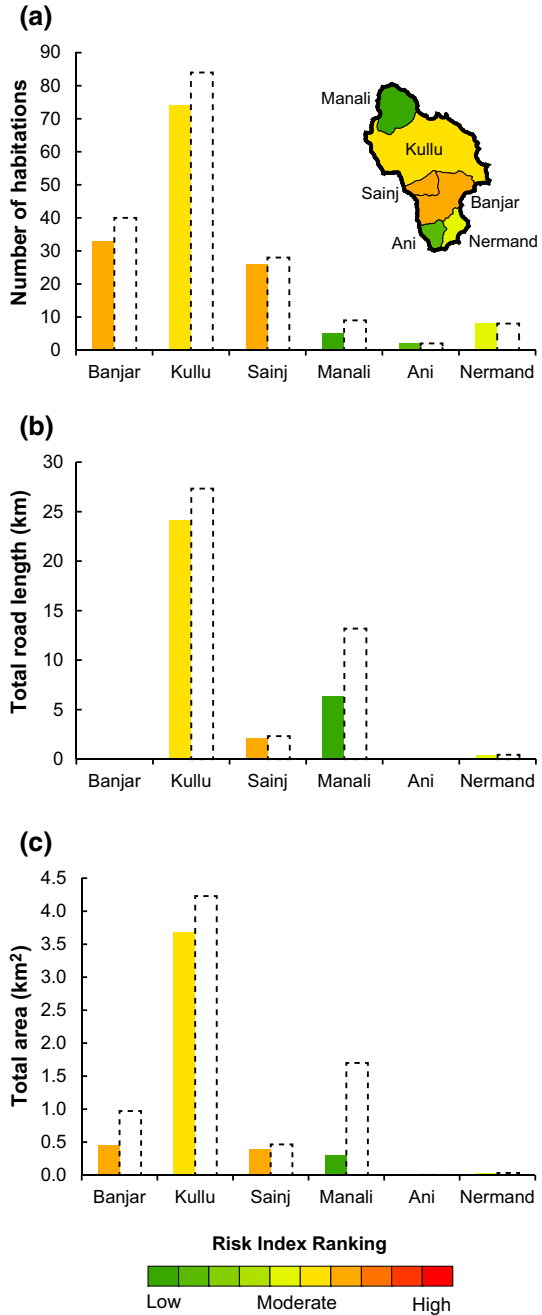 (a)
Number of habitations
90
80
70
60
50
40
30
20
10
0
Manali
Kullu
Sainj
Banjar
Ani
Nermand
Banjar Kullu Sainj Manali Ani Nermand
(b)
Total road length (km)
30
25
20
15
10
5
0
Banjar Kullu Sainj Manali Ani Nermand
(c)
Total area (km²)
4.5
4.0
3.5
3.0
2.5
2.0
1.5
1.0
0.5
0.0
Banjar Kullu Sainj Manali Ani Nermand
Risk Index Ranking
Low Moderate High